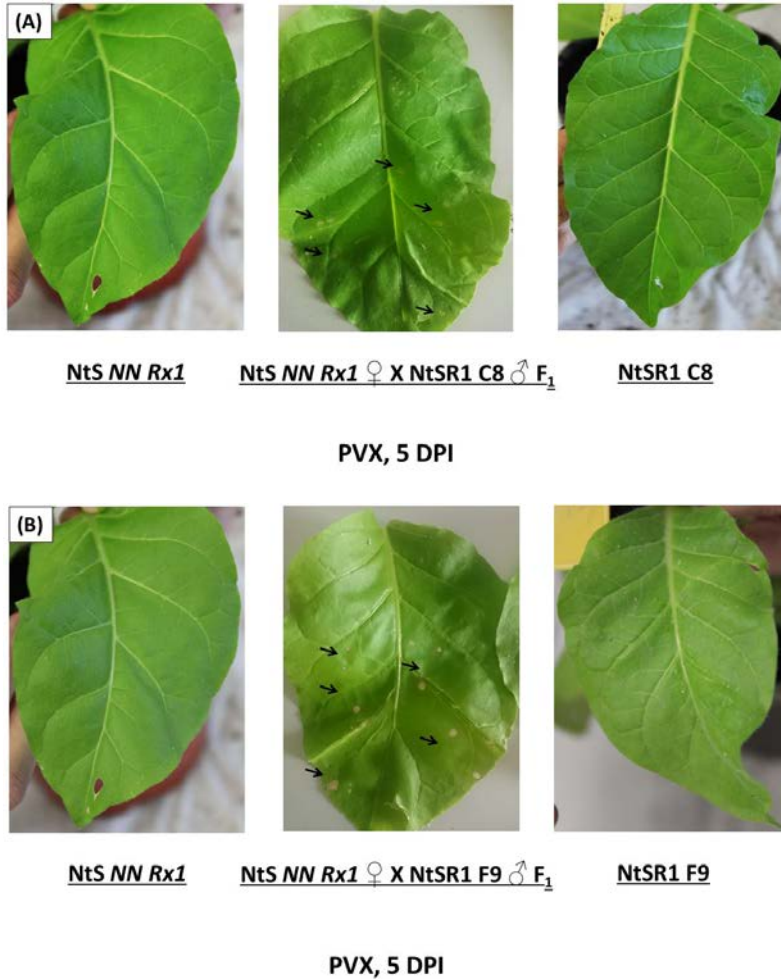 (A)
NtS NN Rx1
NtS NN Rx1 ♀ X NtSR1 C8 ♂ F1
NtSR1 C8
PVX, 5 DPI
(B)
NtS NN Rx1
NtS NN Rx1 ♀ X NtSR1 F9 ♂ F1
NtSR1 F9
PVX, 5 DPI